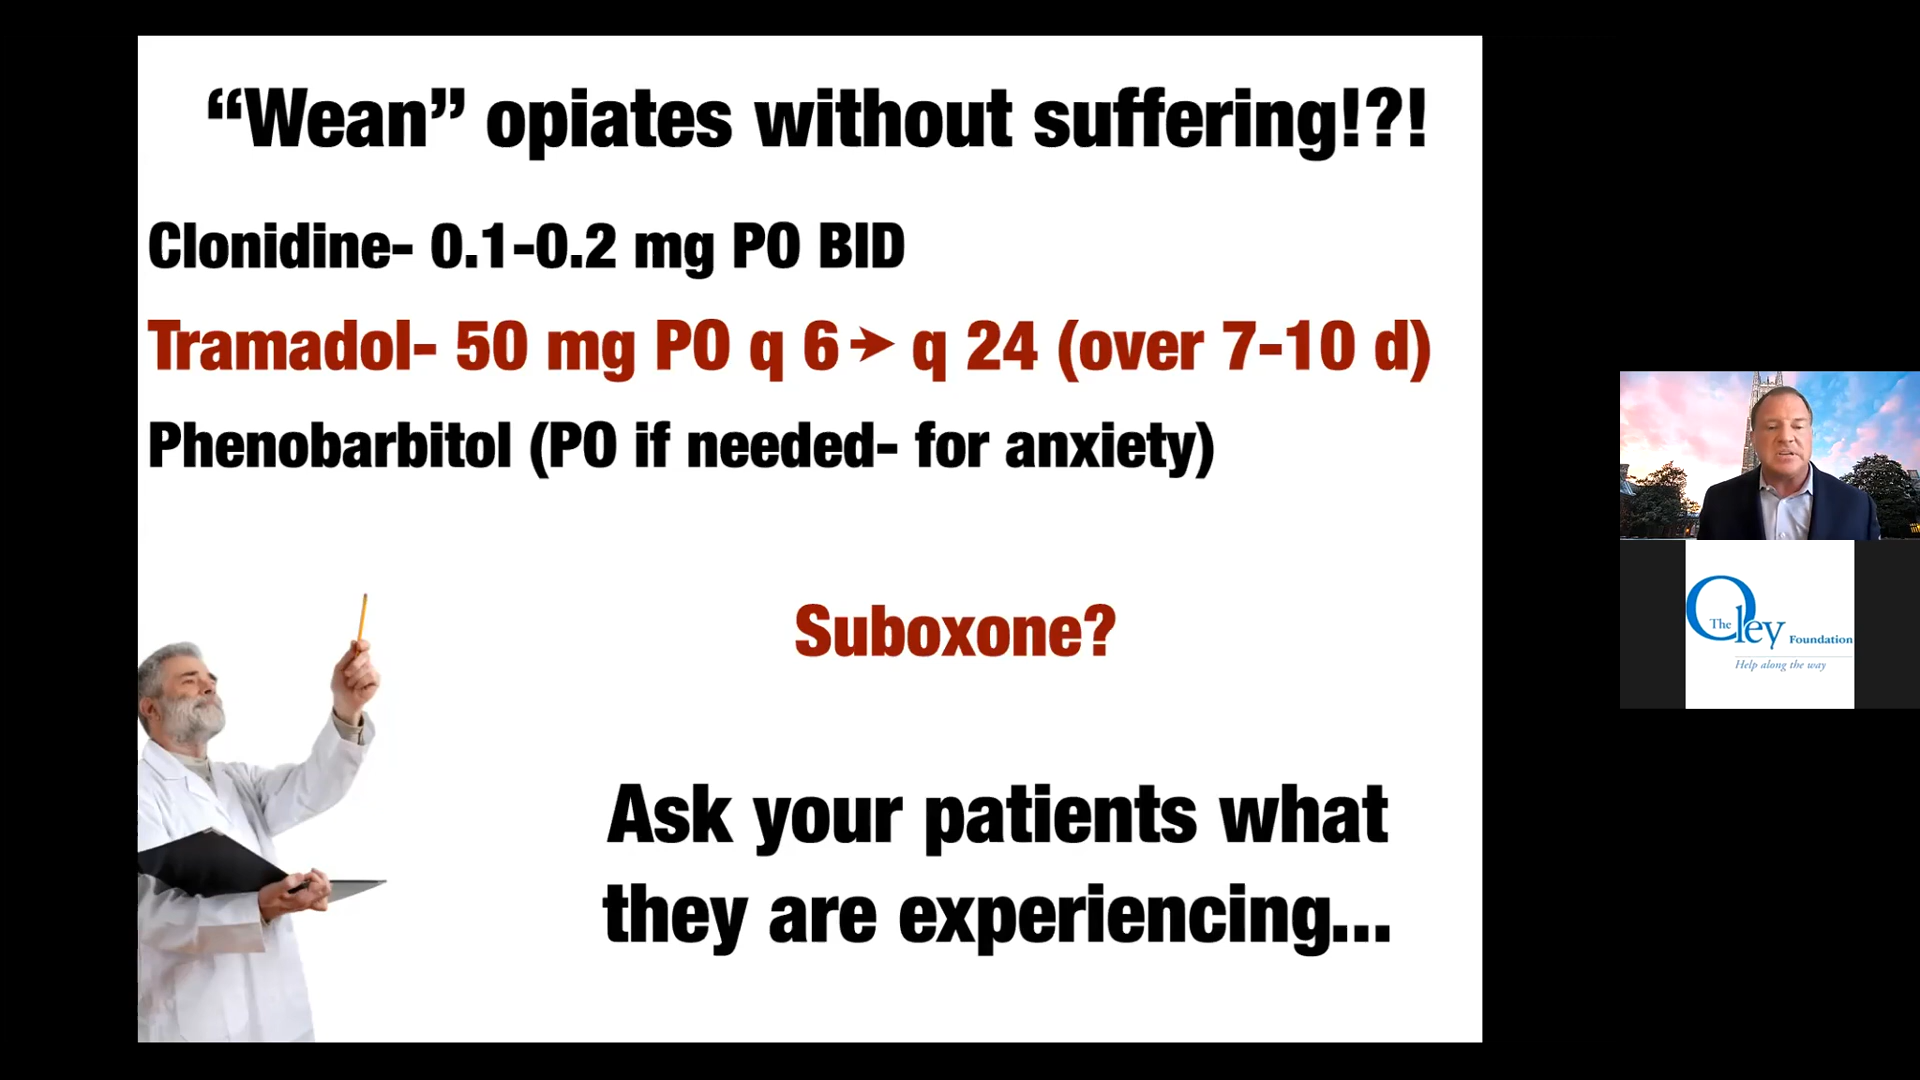 “Wean” opiates without suffering!?!
Clonidine- 0.1-0.2 mg PO BID
Tramadol- 50 mg PO q 6➛ q 24 (over 7-10 d)
Phenobarbitol (PO if needed- for anxiety)
Suboxone?
Ask your patients what
they are experiencing...
The Oley Foundation
Help along the way